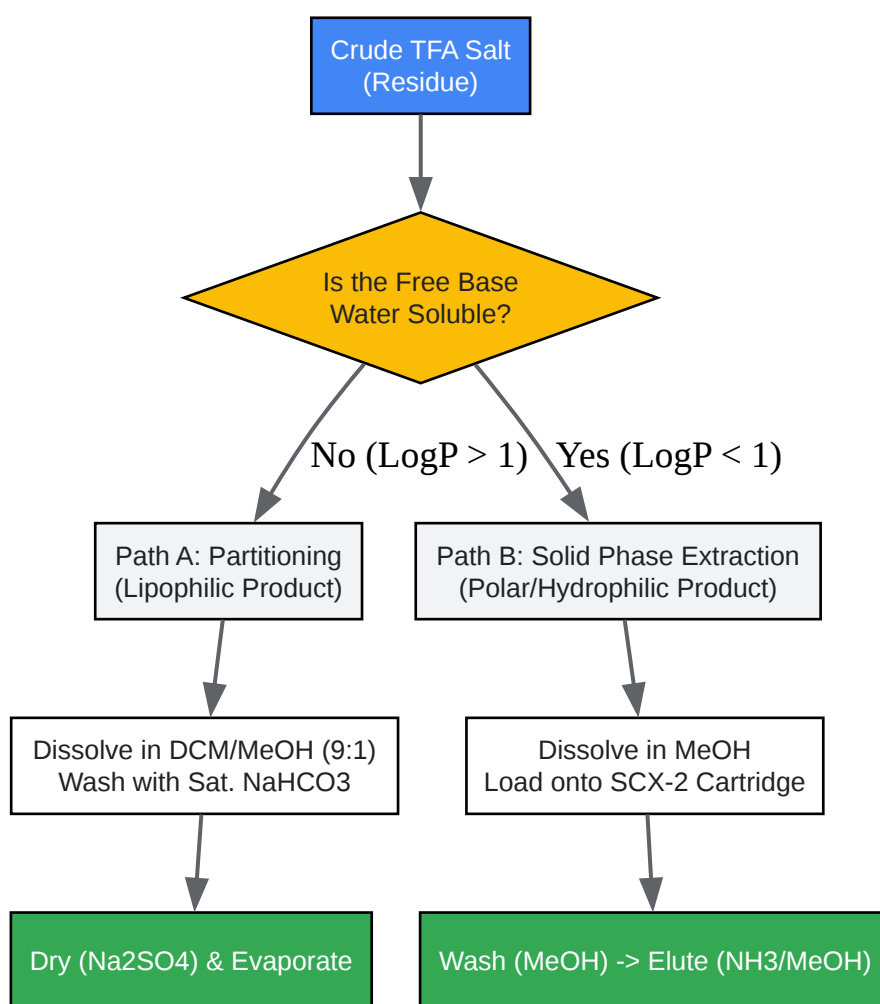 Crude TFA Salt
(Residue)
Is the Free Base
Water Soluble?
No (LogP > 1)
Yes (LogP < 1)
Path A: Partitioning
(Lipophilic Product)
Path B: Solid Phase Extraction
(Polar/Hydrophilic Product)
Dissolve in DCM/MeOH (9:1)
Wash with Sat. NaHCO3
Dissolve in MeOH
Load onto SCX-2 Cartridge
Dry (Na2SO4) & Evaporate
Wash (MeOH) -> Elute (NH3/MeOH)